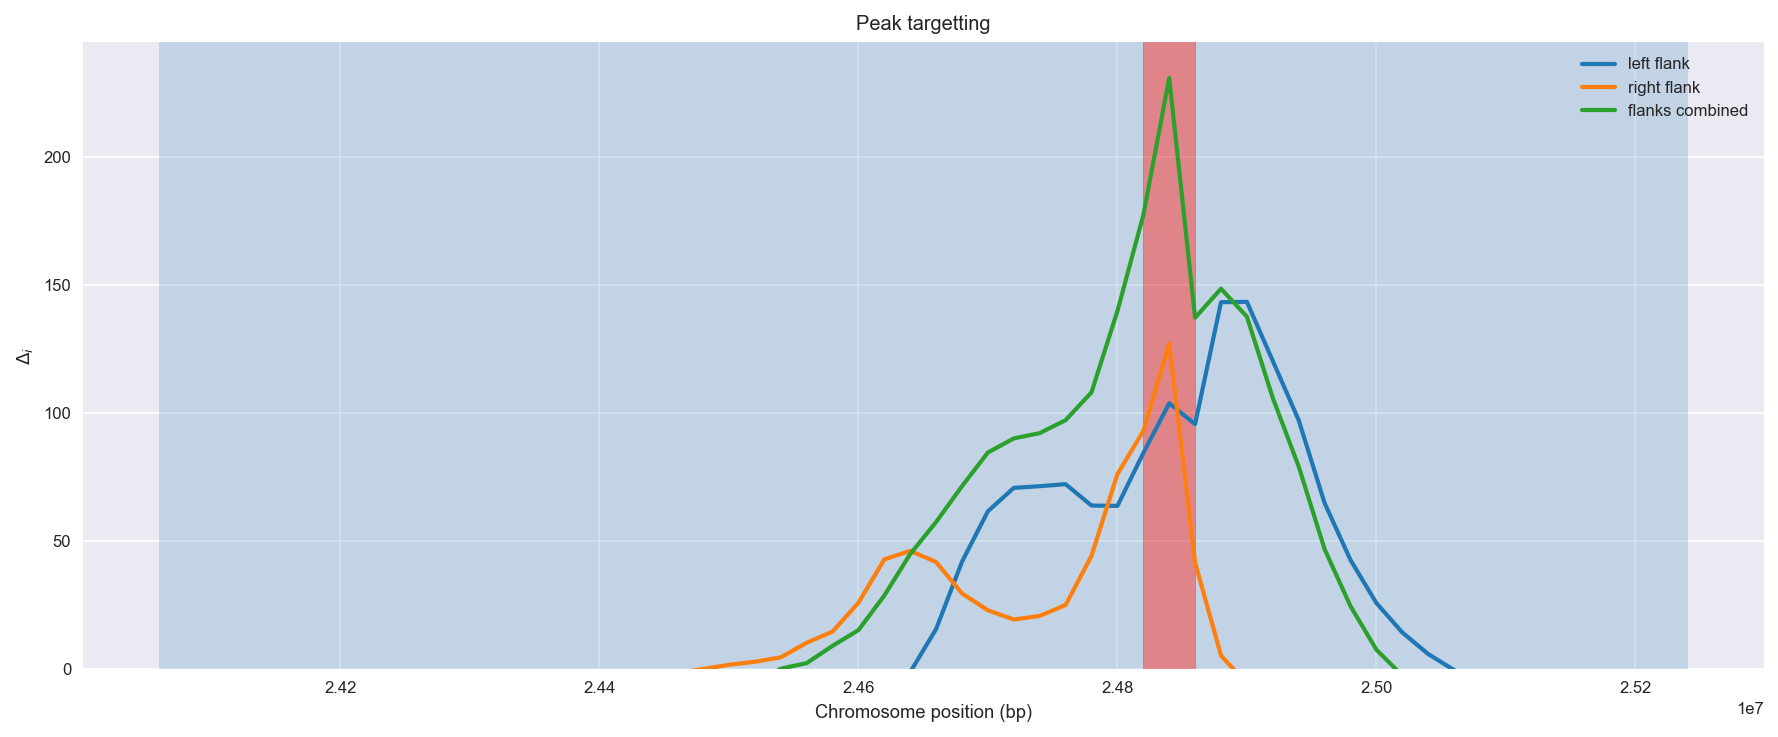 Peak targetting
left flank
right flank
flanks combined
200
150
100
50
0
Δi
2.42
2.44
2.46
2.48
2.50
2.52
1e7
Chromosome position (bp)